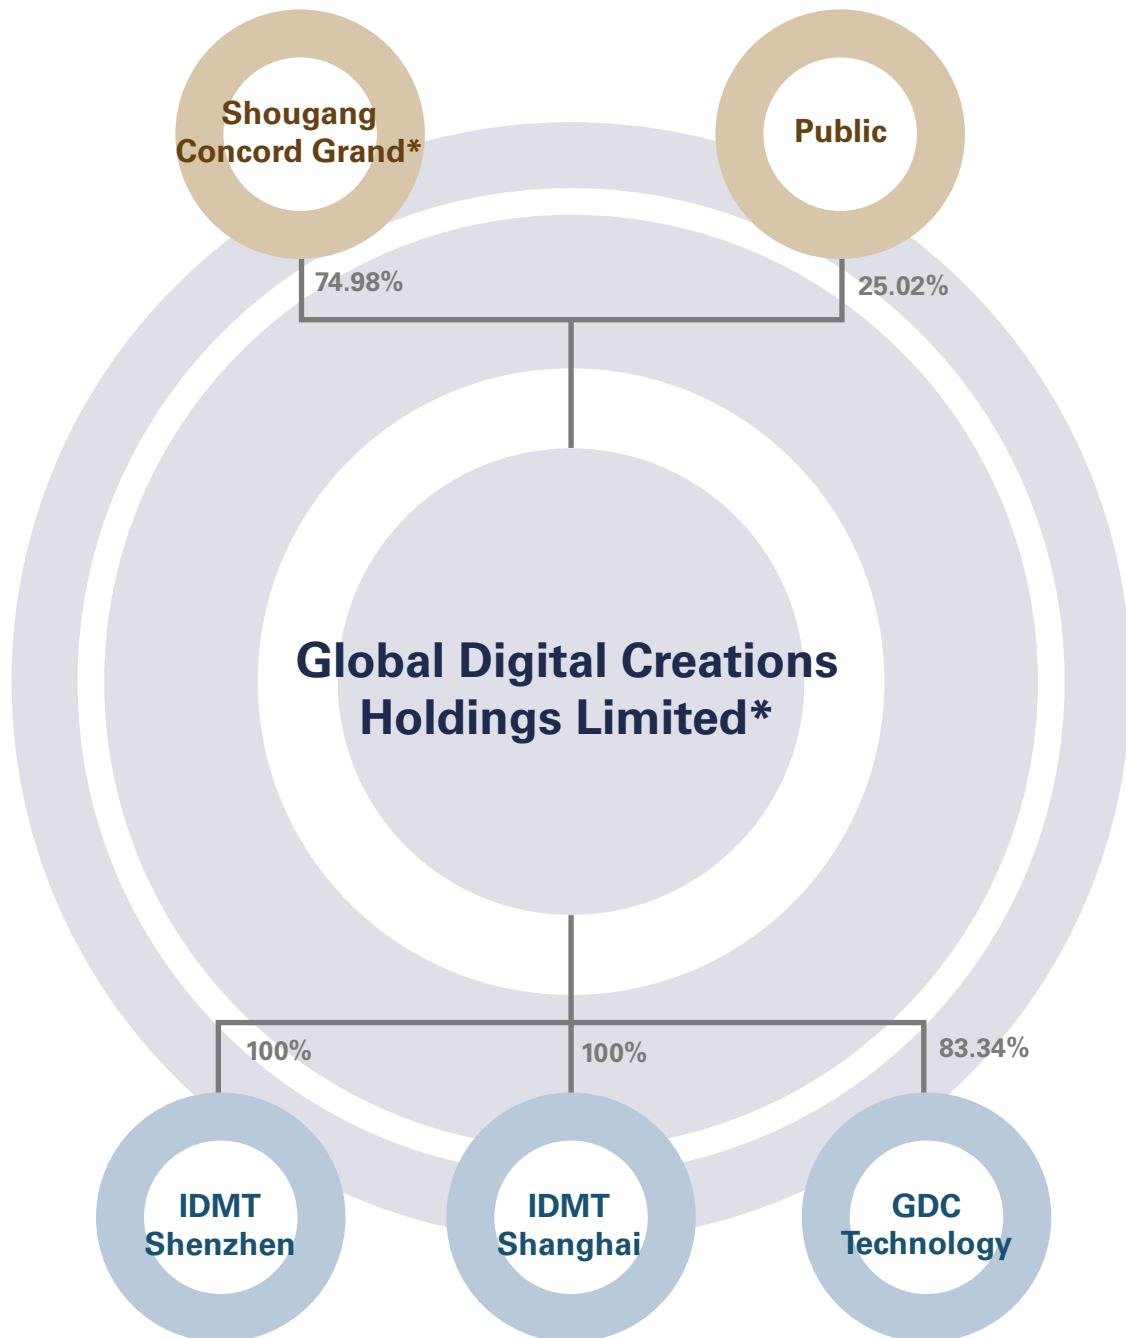 Shougang
Concord Grand*
Public
74.98%
25.02%
Global Digital Creations
Holdings Limited*
100%
100%
83.34%
IDMT
Shenzhen
IDMT
Shanghai
GDC
Technology